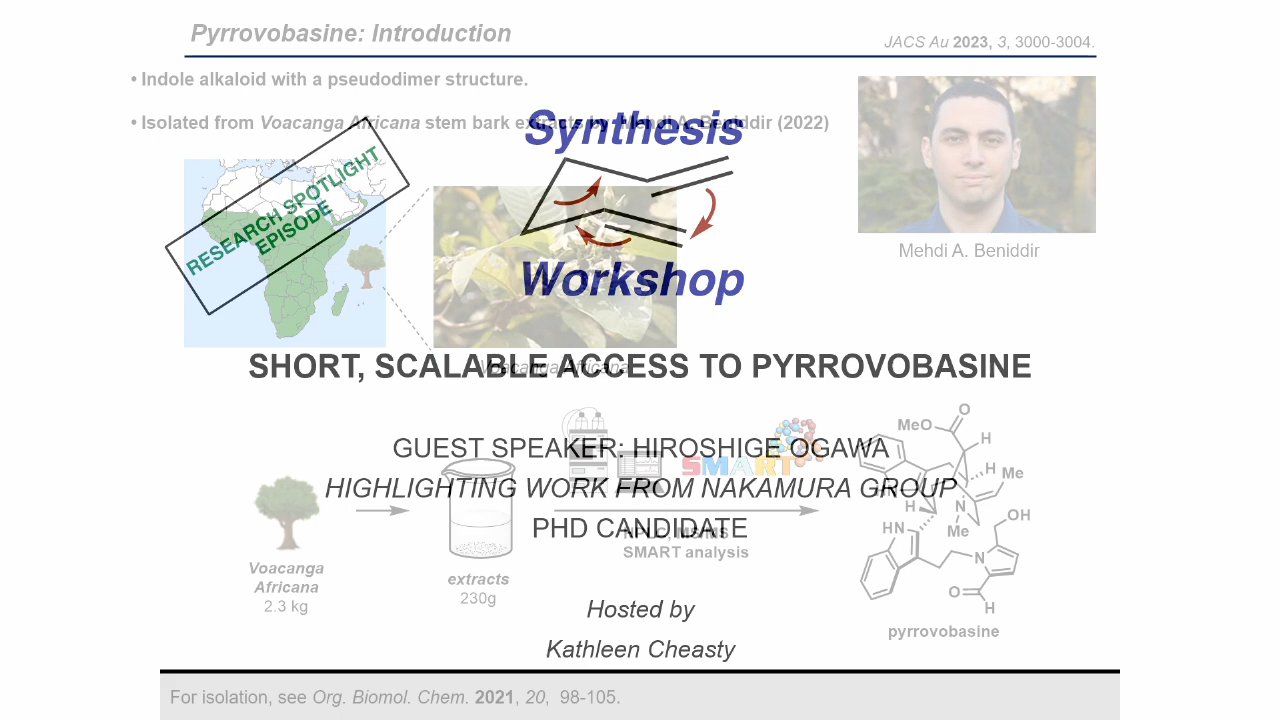 Pyrrovobasine: Introduction
JACS Au 2023, 3, 3000-3004.
• Indole alkaloid with a pseudodimer structure.
• Isolated from Voacanga Africana stem bark extracts by Mehdi A. Beniddir (2022)
Synthesis
Workshop
RESEARCH SPOTLIGHT
EPISODE
Mehdi A. Beniddir
SHORT, SCALABLE ACCESS TO PYRROVOBASINE
Voacanga Africana
GUEST SPEAKER: HIROSHIGE OGAWA
SMART
HIGHLIGHTING WORK FROM NAKAMURA GROUP
PHD CANDIDATE
MS/MS
SMART analysis
Voacanga
Africana
2.3 kg
extracts
230g
MeO
O
H
H
Me
N
Me
H
HN
OH
N
O
H
pyrrovobasine
Hosted by
Kathleen Cheasty
For isolation, see Org. Biomol. Chem. 2021, 20, 98-105.